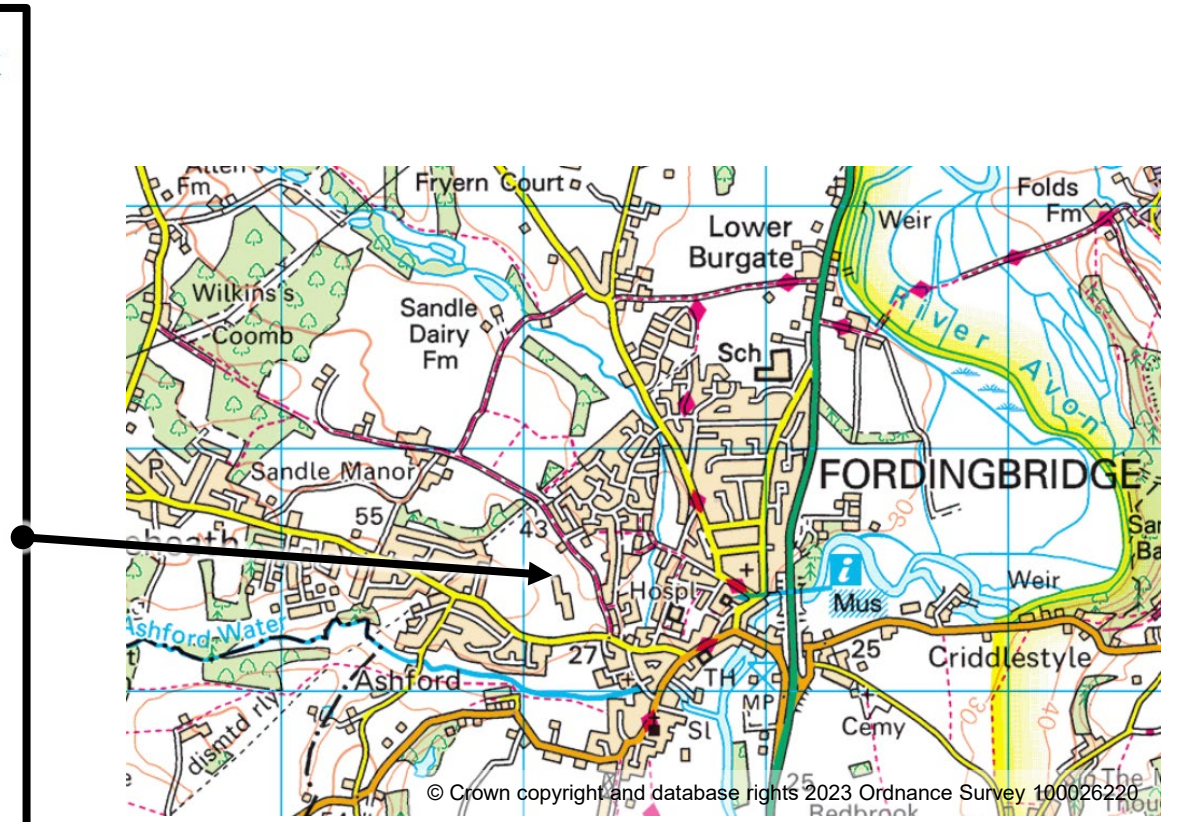 Allen's
Fm
Fryern Court
Folds
Fm
Weir
Lower
Burgate
Wilkins's
Coomb
Sandle
Dairy
Fm
River Avon
Sch
FORDINGBRIDGE
Sandle Manor
P
55
43
30
eheath
Hospl
i
Mus
Weir
Ashford Water
27
25
Criddlestyle
Ashford
TH
MP
Sl
Cemy
30
40
dismtd rly
25
Redbrook
© Crown copyright and database rights 2023 Ordnance Survey 100026220